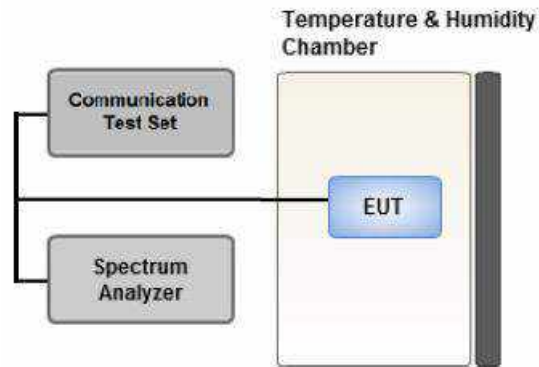 Temperature & Humidity
Chamber
Communication
Test Set
EUT
Spectrum
Analyzer